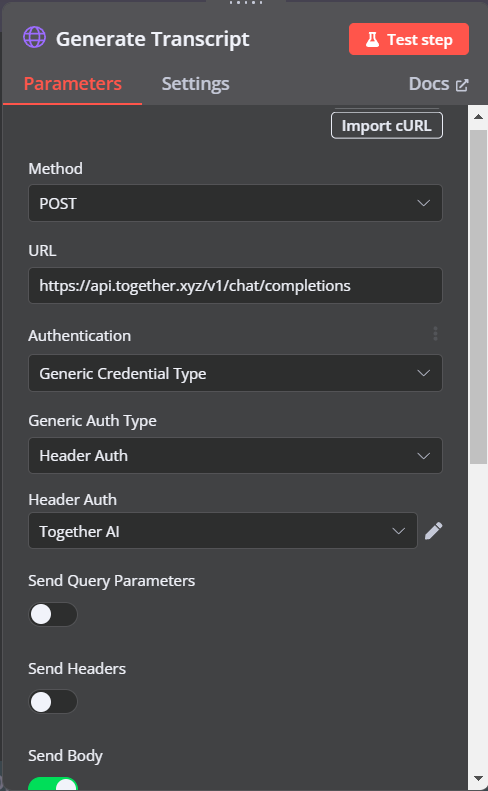 Generate Transcript
Test step
Parameters
Settings
Docs
Import cURL
Method
POST
URL
https://api.together.xyz/v1/chat/completions
Authentication
Generic Credential Type
Generic Auth Type
Header Auth
Header Auth
Together AI
Send Query Parameters
Send Headers
Send Body